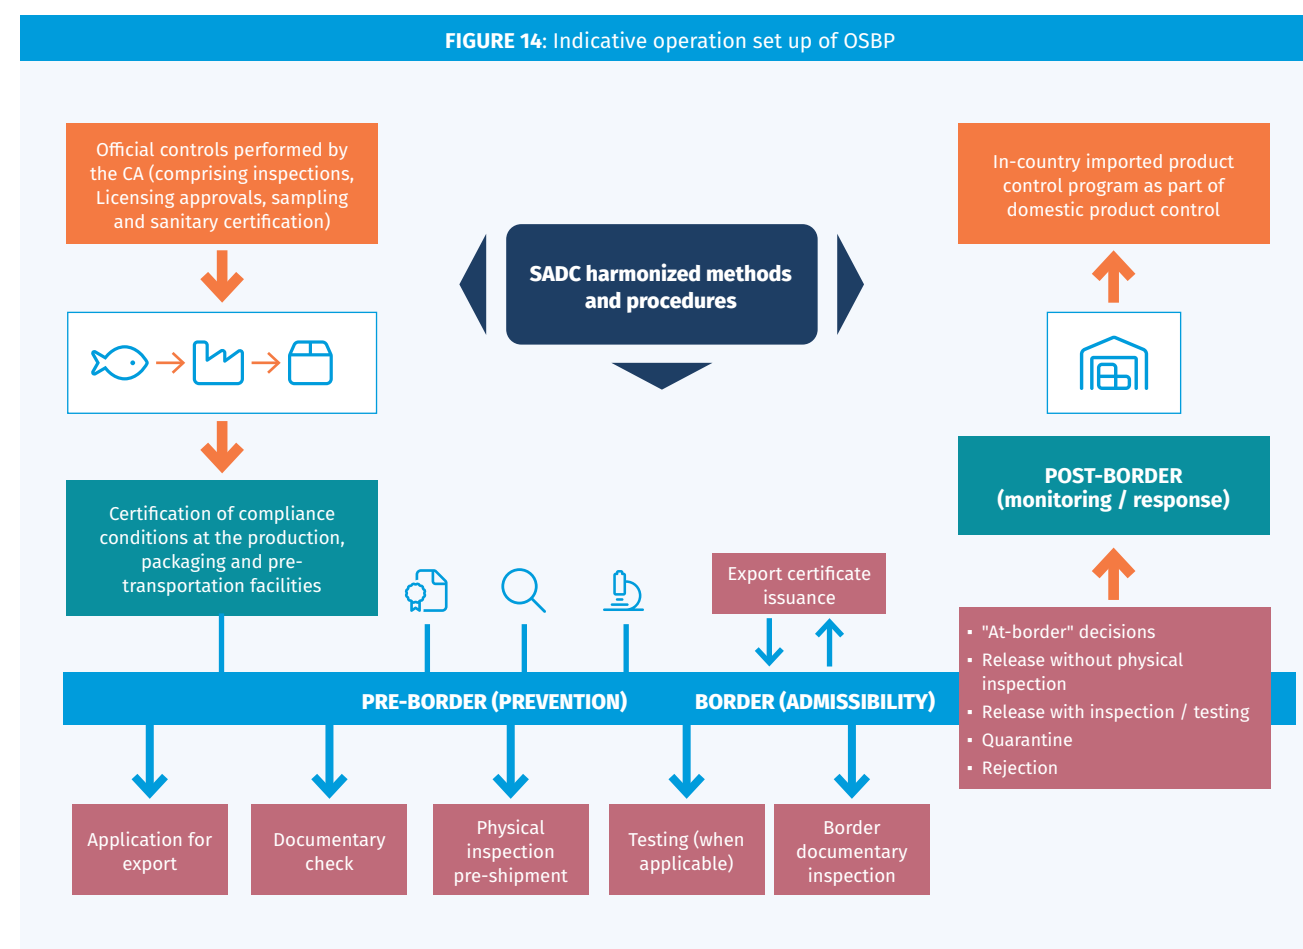 FIGURE 14: Indicative operation set up of OSBP
Official controls performed by
the CA (comprising inspections,
Licensing approvals, sampling
and sanitary certification)
In-country imported product
control program as part of
domestic product control
SADC harmonized methods
and procedures
POST-BORDER
(monitoring / response)
Certification of compliance
conditions at the production,
packaging and pre-
transportation facilities
Export certificate
issuance
▪ "At-border" decisions
▪ Release without physical
inspection
▪ Release with inspection / testing
▪ Quarantine
▪ Rejection
PRE-BORDER (PREVENTION)
BORDER (ADMISSIBILITY)
Application for
export
Documentary
check
Physical
inspection
pre-shipment
Testing (when
applicable)
Border
documentary
inspection